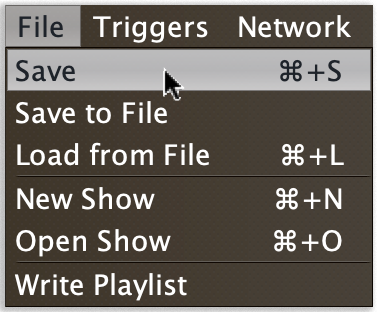 File Triggers Network
Save ⌘+S
Save to File
Load from File ⌘+L
New Show ⌘+N
Open Show ⌘+O
Write Playlist